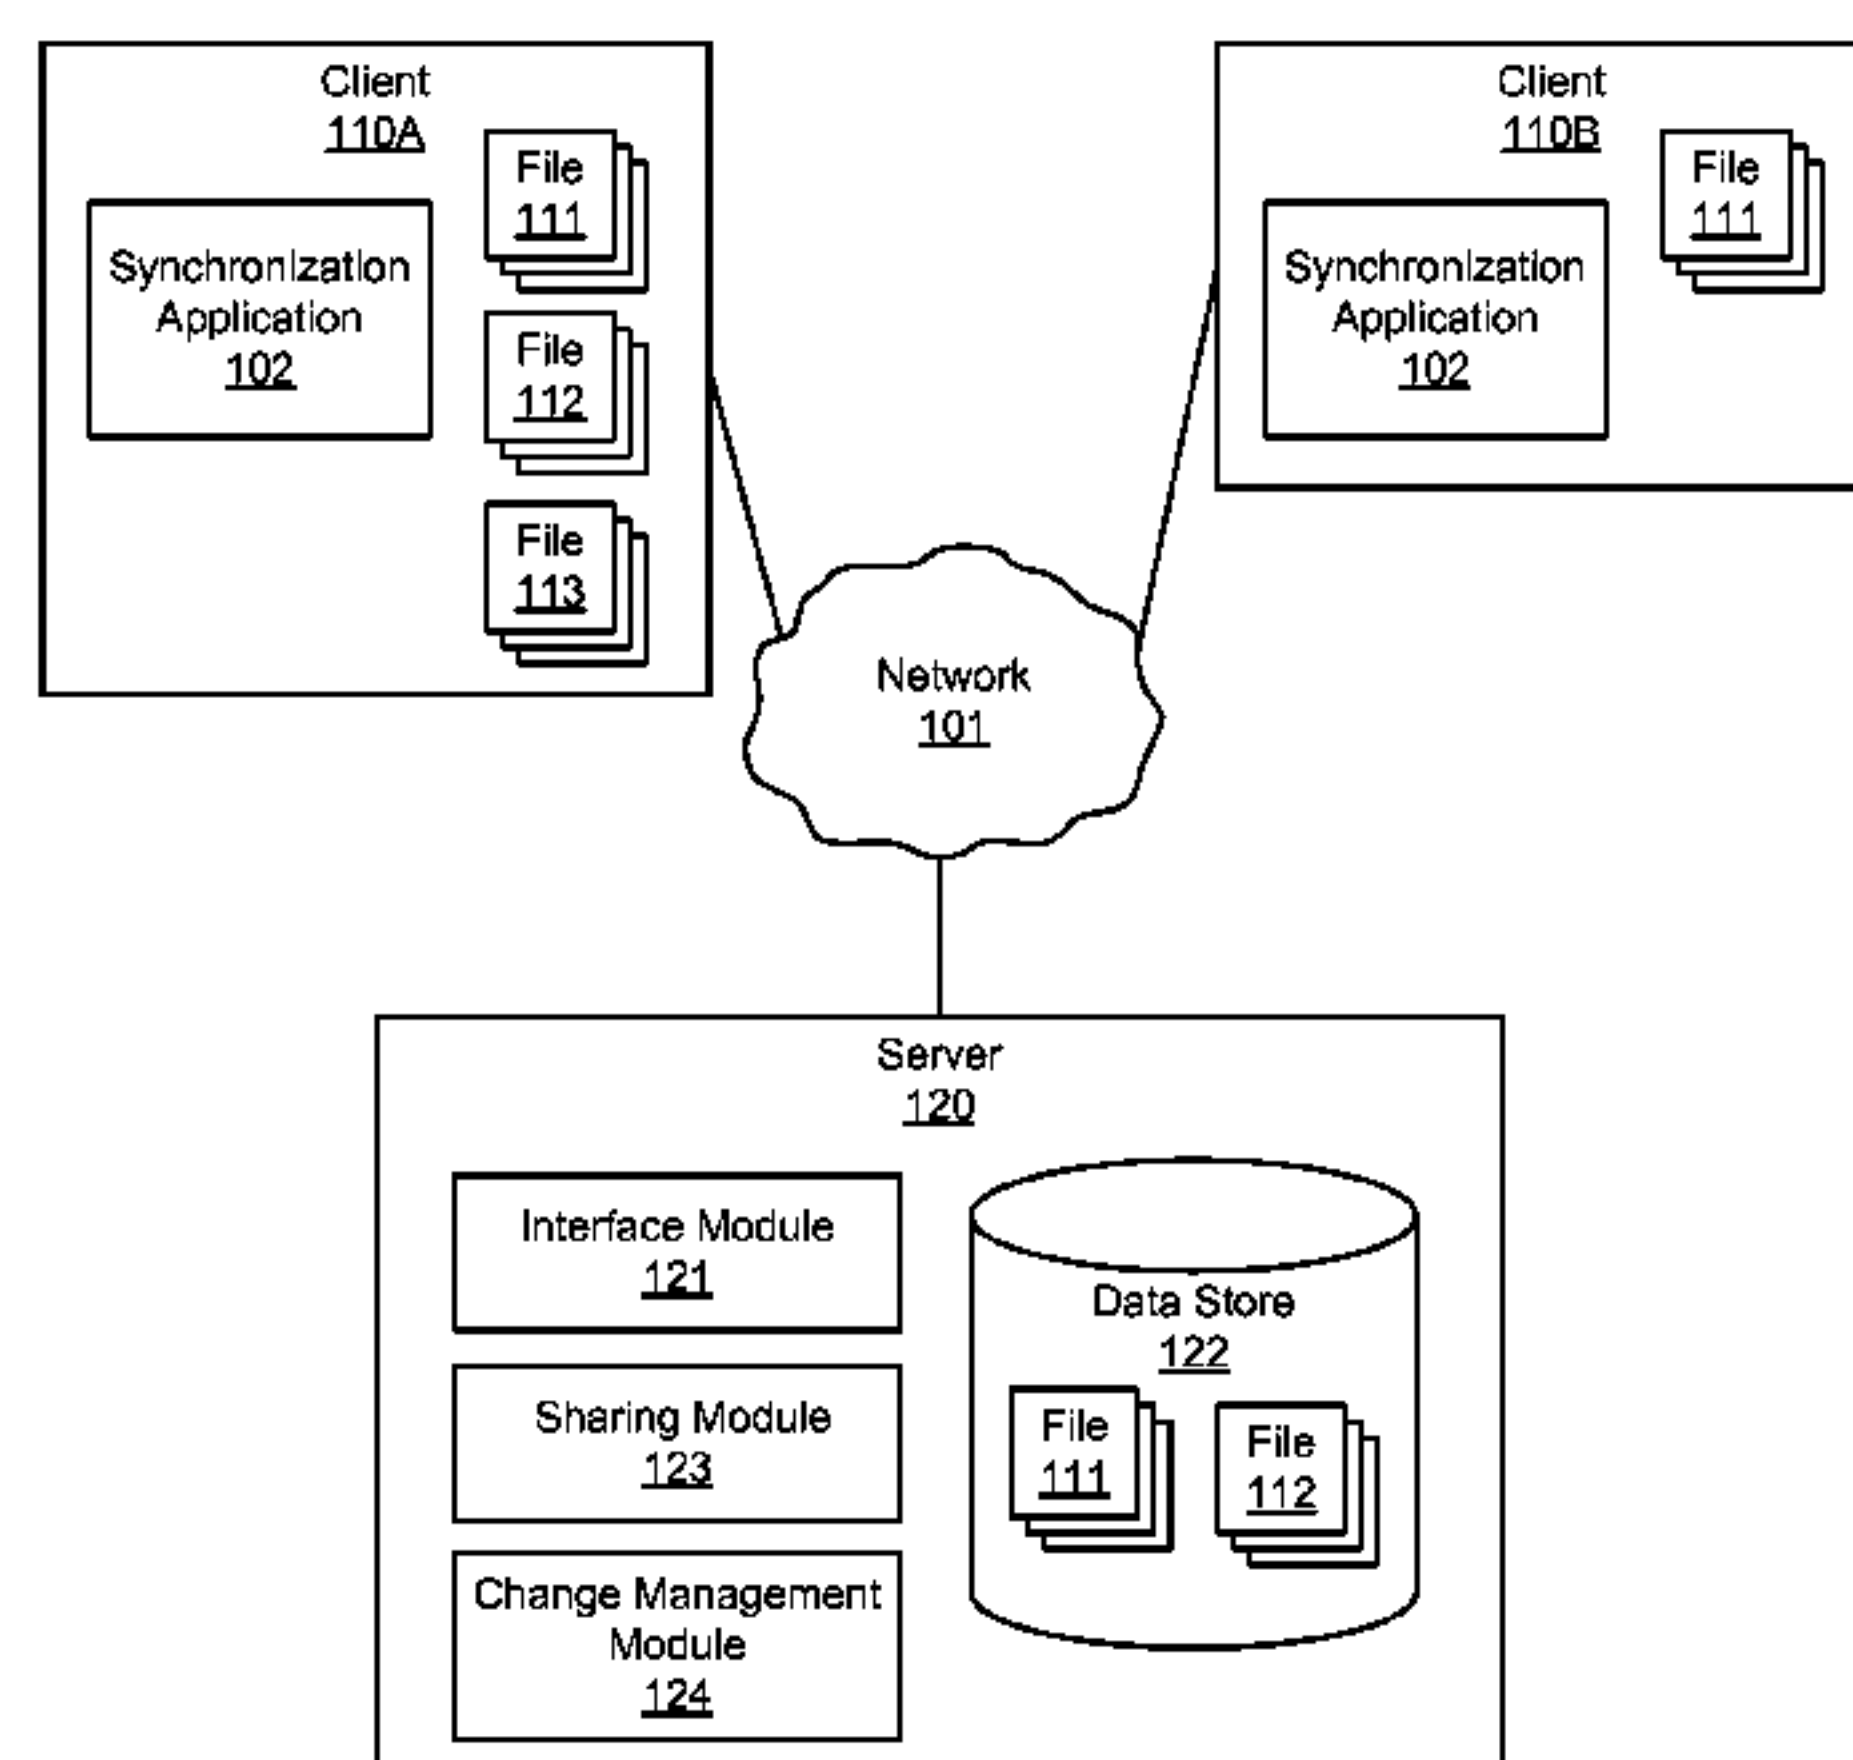 Client
110A
File
111
Synchronization
Application
102
File
112
File
113
Client
110B
File
111
Synchronization
Application
102
Network
101
Server
120
Interface Module
121
Sharing Module
123
Change Management
Module
124
Data Store
122
File
111
File
112